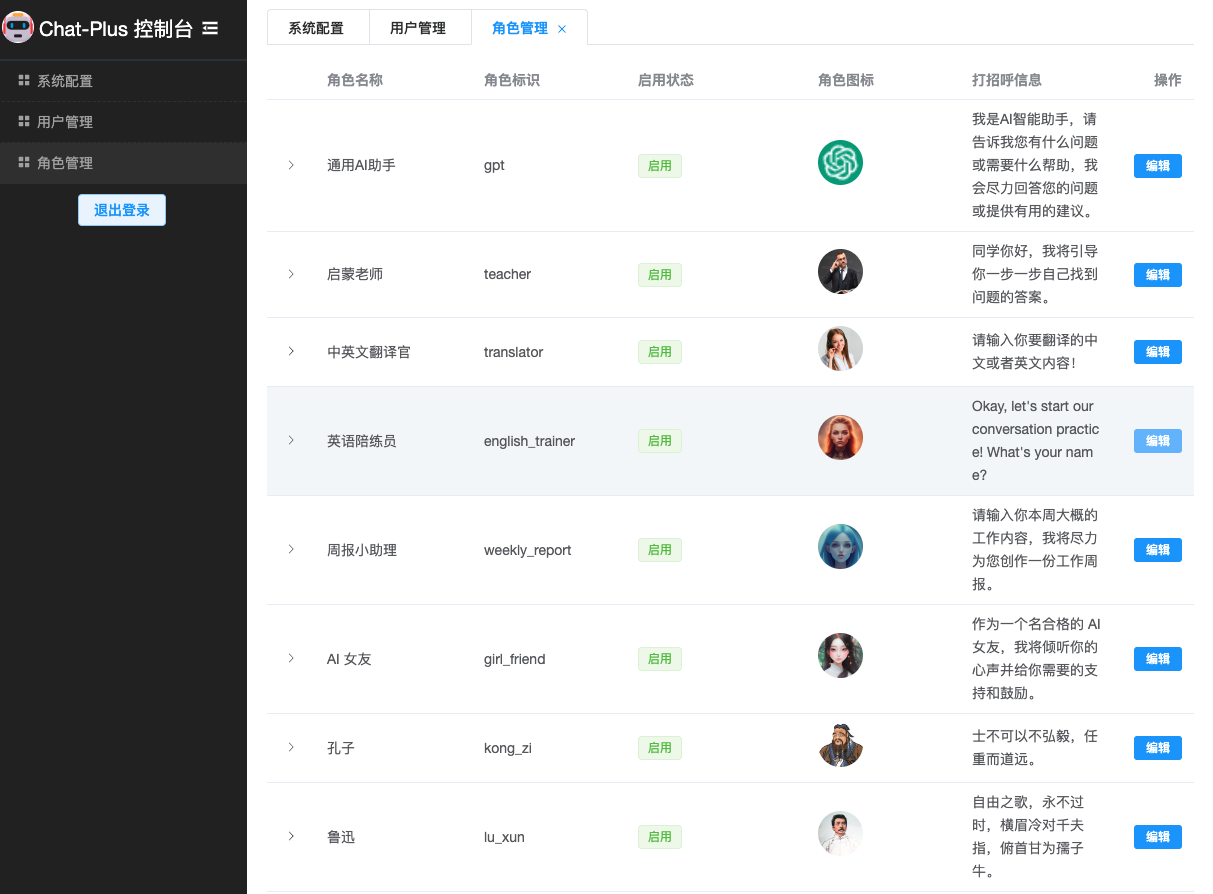 Chat-Plus 控制台
系统配置
用户管理
角色管理
退出登录
系统配置 用户管理 角色管理
角色名称 角色标识 启用状态 角色图标 打招呼信息 操作
通用AI助手 gpt 启用 我是AI智能助手，请
告诉我您有什么问题
或需要什么帮助，我
会尽力回答您的问题
或提供有用的建议。
编辑
启蒙老师 teacher 启用 同学你好，我将引导
你一步一步自己找到
问题的答案。
编辑
中英文翻译官 translator 启用 请输入你要翻译的中
文或者英文内容！
编辑
英语陪练员 english_trainer 启用 Okay, let's start our
conversation practic
e! What's your nam
e?
编辑
周报小助理 weekly_report 启用 请输入你本周大概的
工作内容，我将尽力
为您创作一份工作周
报。
编辑
AI 女友 girl_friend 启用 作为一个名合格的 AI
女友，我将倾听你的
心声并给你需要的支
持和鼓励。
编辑
孔子 kong_zi 启用 士不可以不弘毅，任
重而道远。
编辑
鲁迅 lu_xun 启用 自由之歌，永不过
时，横眉冷对千夫
指，俯首甘为孺子
牛。
编辑